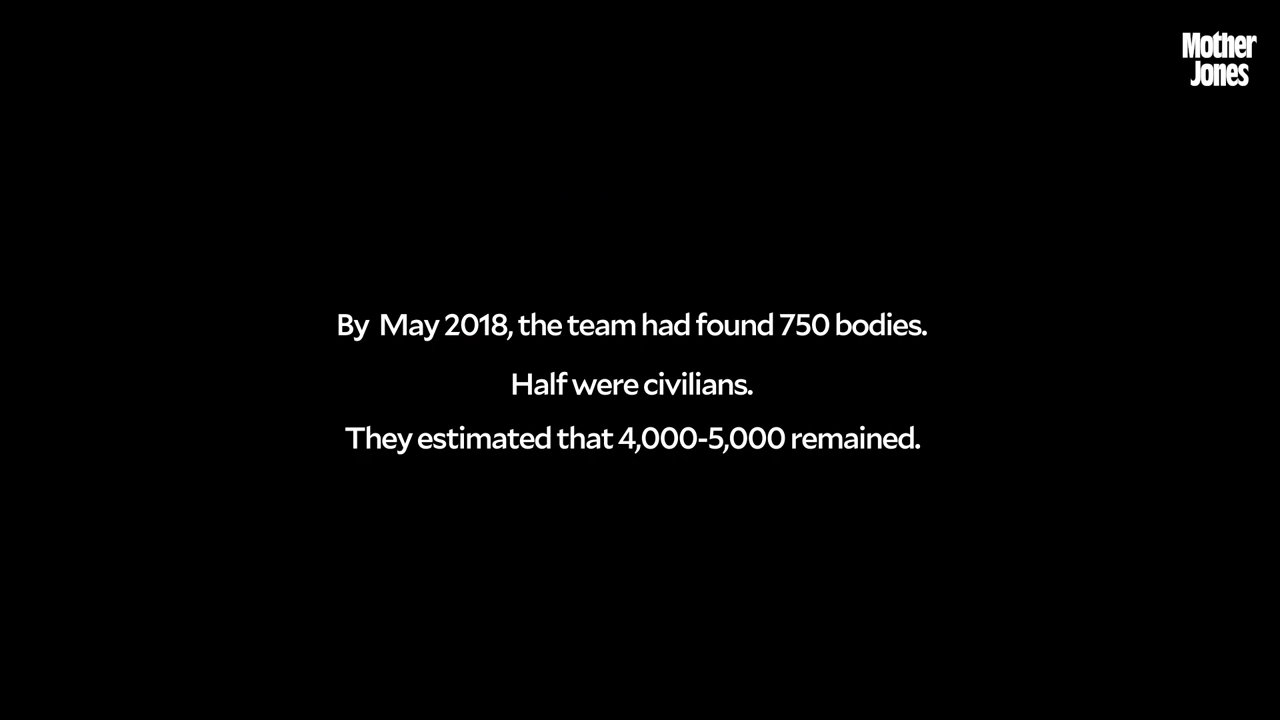 Mother
Jones
By May 2018, the team had found 750 bodies.
Half were civilians.
They estimated that 4,000-5,000 remained.